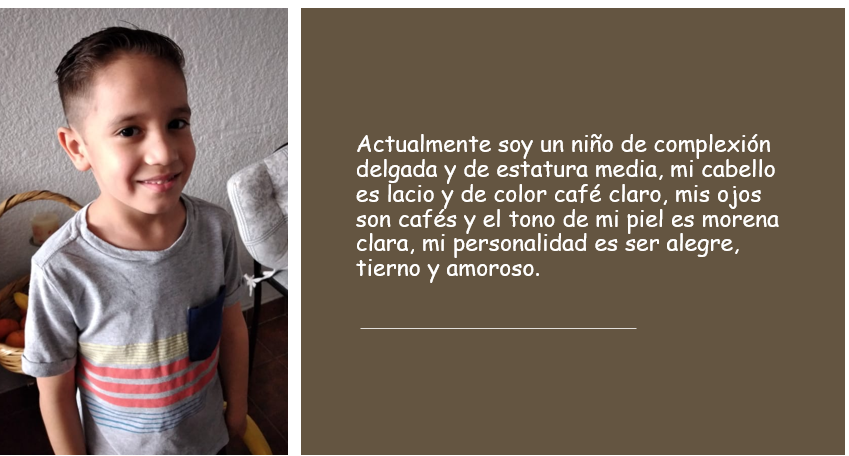 Actualmente soy un niño de complexión
delgada y de estatura media, mi cabello
es lacio y de color café claro, mis ojos
son cafés y el tono de mi piel es morena
clara, mi personalidad es ser alegre,
tierno y amoroso.